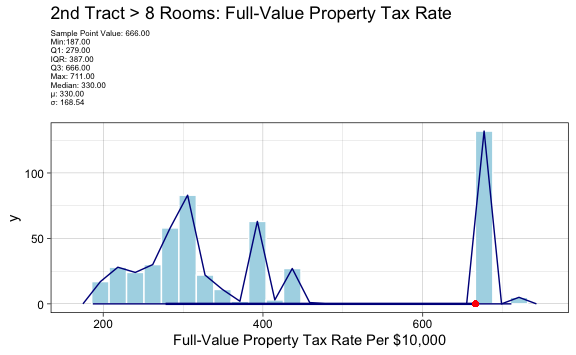 2nd Tract > 8 Rooms: Full-Value Property Tax Rate
Sample Point Value: 666.00
Min:187.00
Q1: 279.00
IQR: 387.00
Q3: 666.00
Max: 711.00
Median: 330.00
μ: 330.00
σ: 168.54
100
50
0
y
200 400 600
Full-Value Property Tax Rate Per $10,000